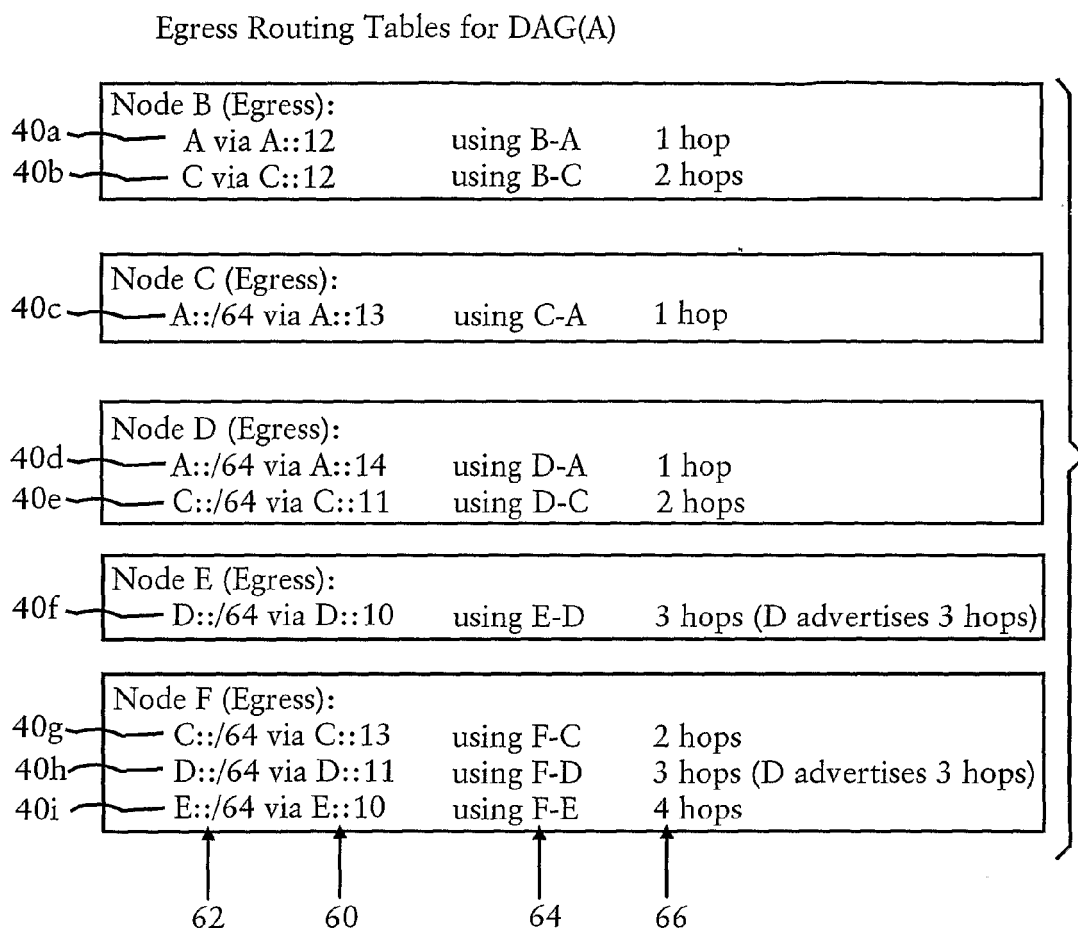 Egress Routing Tables for DAG(A)
Node B (Egress):
40a A via A::12 using B-A 1 hop
40b C via C::12 using B-C 2 hops
Node C (Egress):
40c A::/64 via A::13 using C-A 1 hop
Node D (Egress):
40d A::/64 via A::14 using D-A 1 hop
40e C::/64 via C::11 using D-C 2 hops
Node E (Egress):
40f D::/64 via D::10 using E-D 3 hops (D advertises 3 hops)
Node F (Egress):
40g C::/64 via C::13 using F-C 2 hops
40h D::/64 via D::11 using F-D 3 hops (D advertises 3 hops)
40i E::/64 via E::10 using F-E 4 hops
62 60 64 66